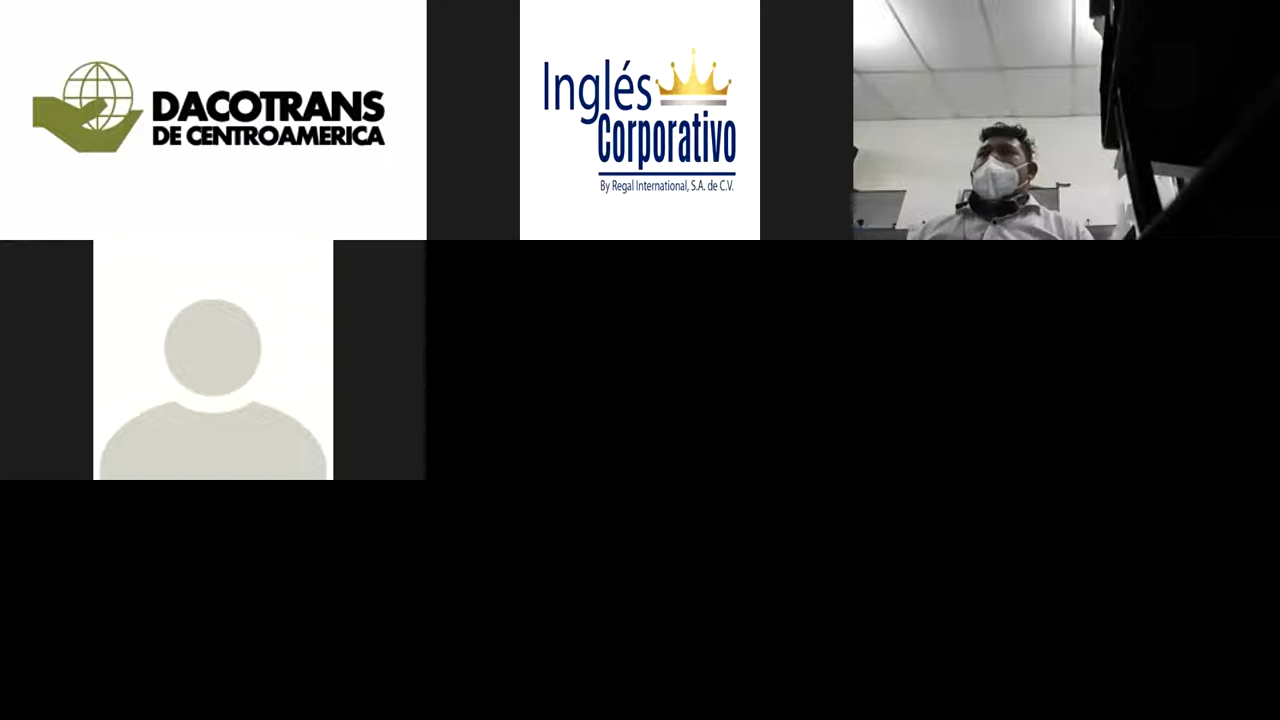 DACOTRANS
DE CENTROAMERICA
Inglés
Corporativo
By Regal International, S.A. de C.V.